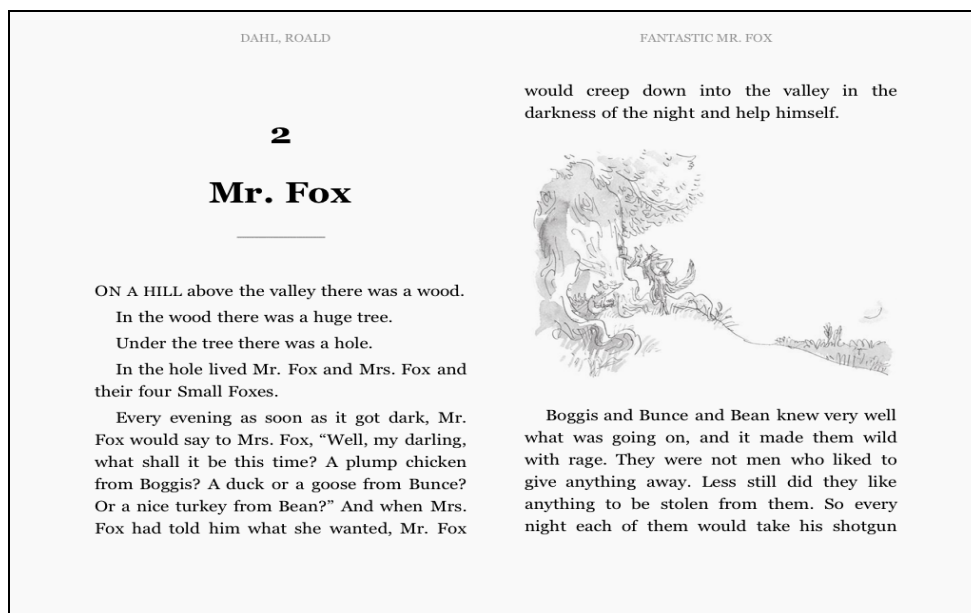 DAHL, ROALD
2
Mr. Fox
ON A HILL above the valley there was a wood.
In the wood there was a huge tree.
Under the tree there was a hole.
In the hole lived Mr. Fox and Mrs. Fox and
their four Small Foxes.
Every evening as soon as it got dark, Mr.
Fox would say to Mrs. Fox, “Well, my darling,
what shall it be this time? A plump chicken
from Boggis? A duck or a goose from Bunce?
Or a nice turkey from Bean?” And when Mrs.
Fox had told him what she wanted, Mr. Fox
FANTASTIC MR. FOX
would creep down into the valley in the
darkness of the night and help himself.
Boggis and Bunce and Bean knew very well
what was going on, and it made them wild
with rage. They were not men who liked to
give anything away. Less still did they like
anything to be stolen from them. So every
night each of them would take his shotgun